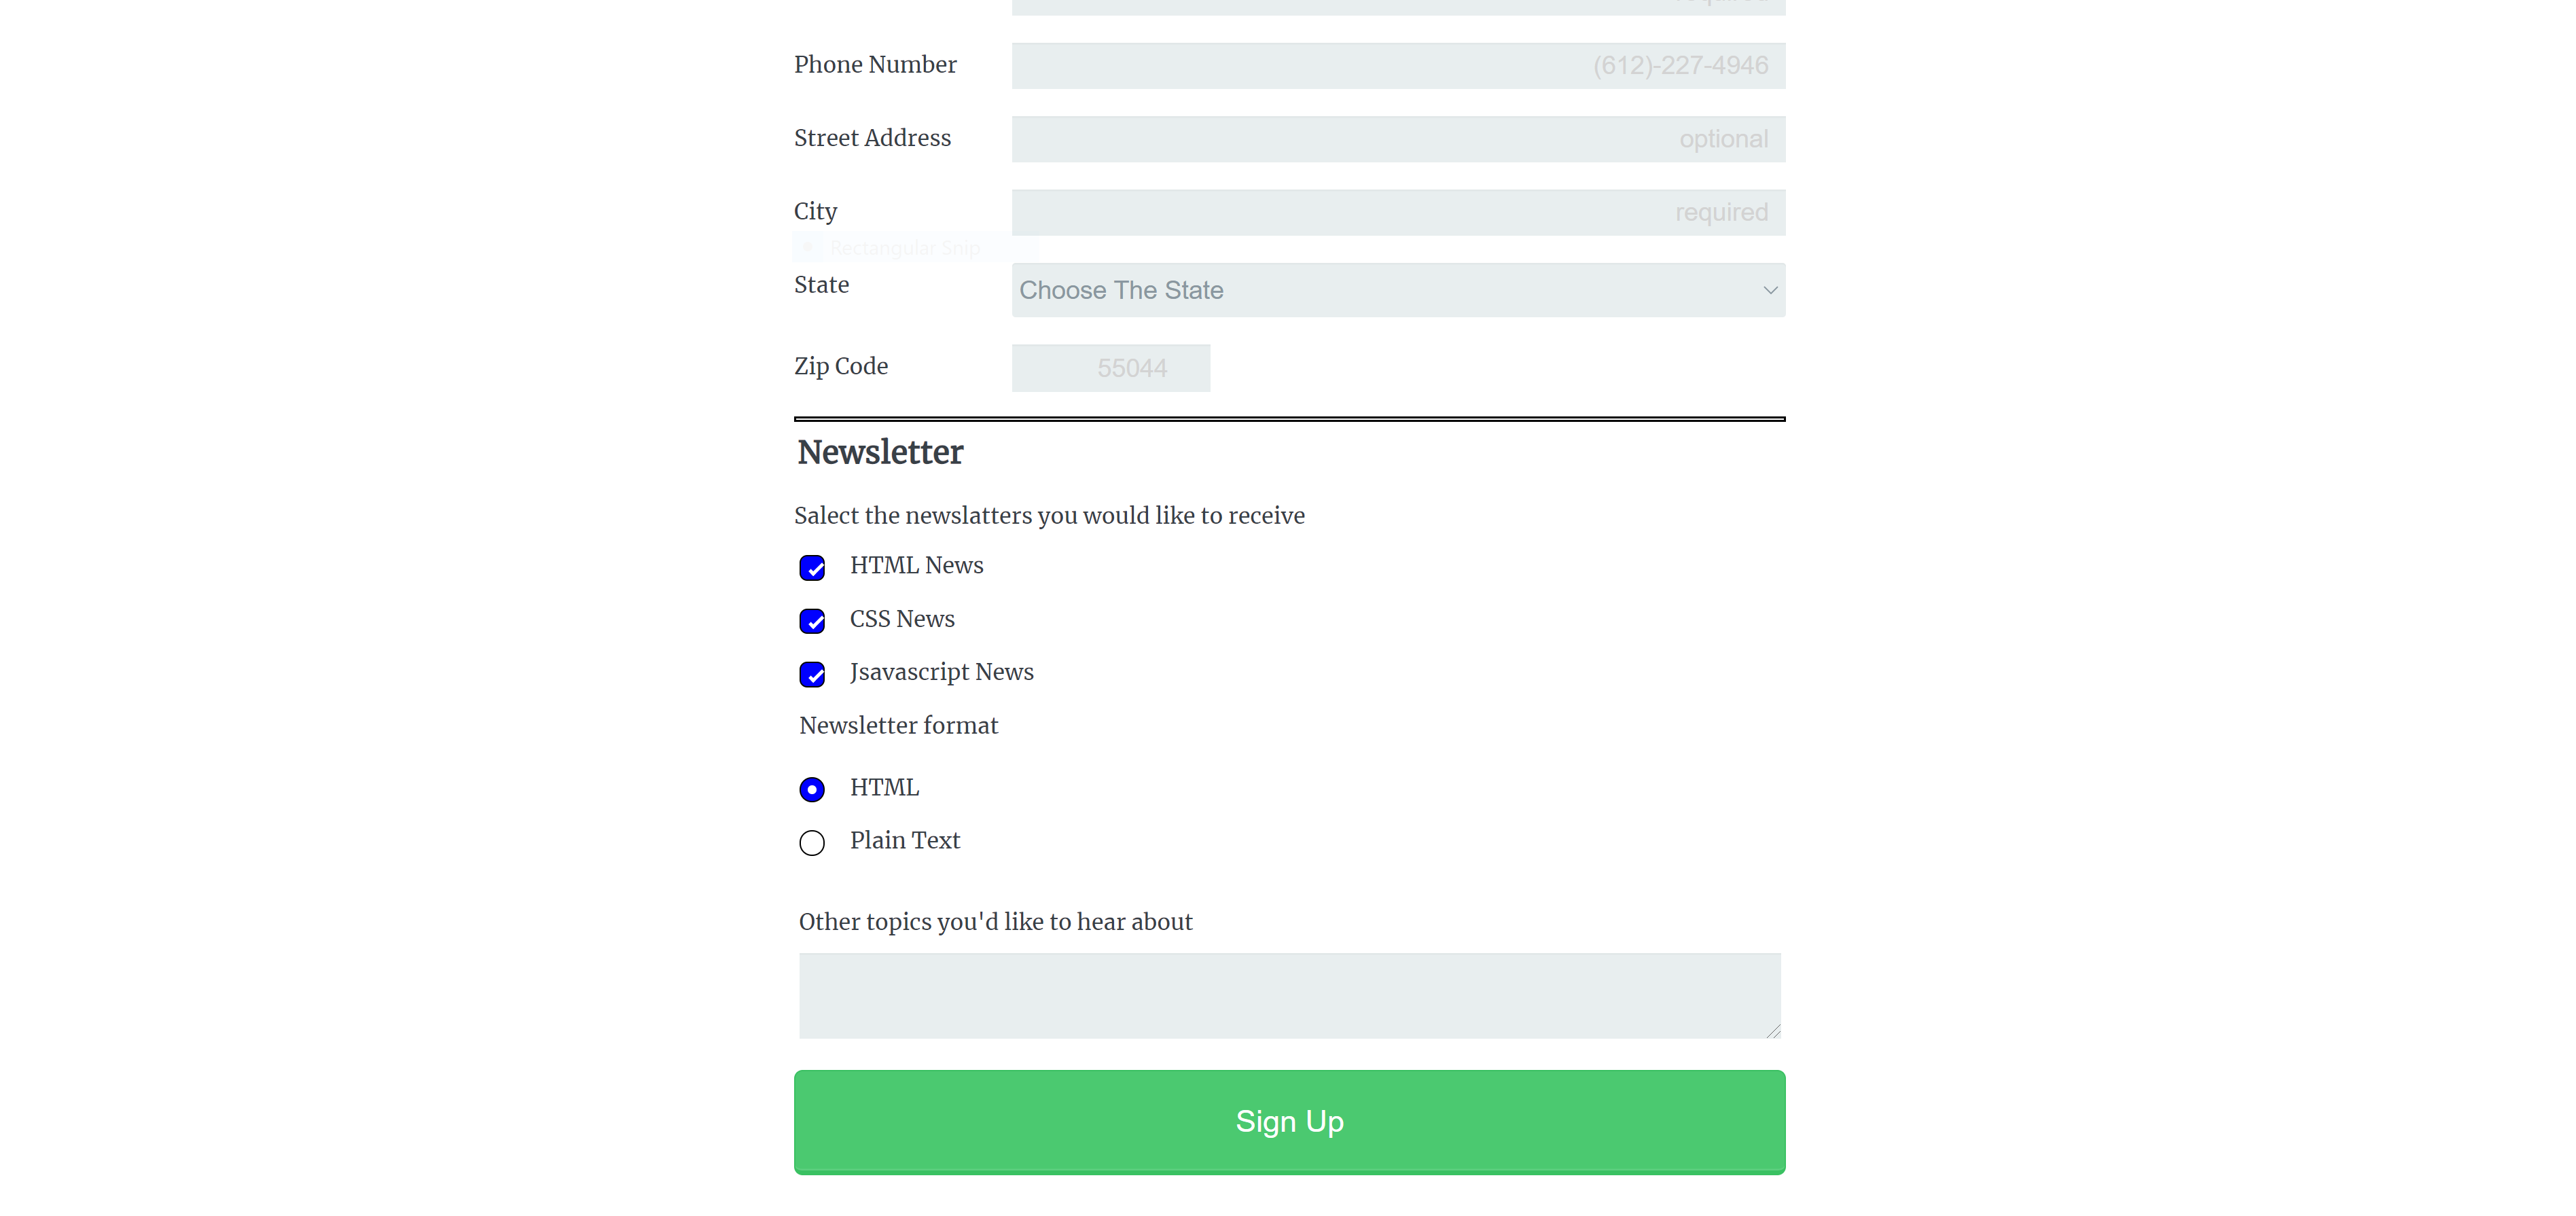 required
Phone Number
(612)-227-4946
Street Address
optional
City
required
Rectangular Snip
State
Choose The State
Zip Code
55044
Newsletter
Salect the newslatters you would like to receive
HTML News
CSS News
Jsavascript News
Newsletter format
HTML
Plain Text
Other topics you'd like to hear about
Sign Up